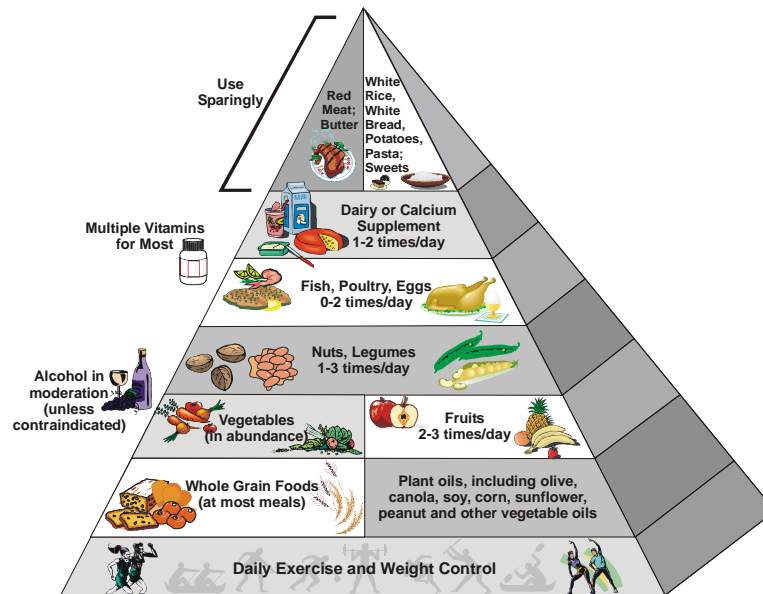 Use
Sparingly
Red
Meat;
Butter
White
Rice,
White
Bread,
Potatoes,
Pasta;
Sweets
Multiple Vitamins
for Most
Milk
Dairy or Calcium
Supplement
1-2 times/day
Fish, Poultry, Eggs
0-2 times/day
Nuts, Legumes
1-3 times/day
Alcohol in
moderation
(unless
contraindicated)
Vegetables
(in abundance)
Fruits
2-3 times/day
Whole Grain Foods
(at most meals)
Plant oils, including olive,
canola, soy, corn, sunflower,
peanut and other vegetable oils
Daily Exercise and Weight Control